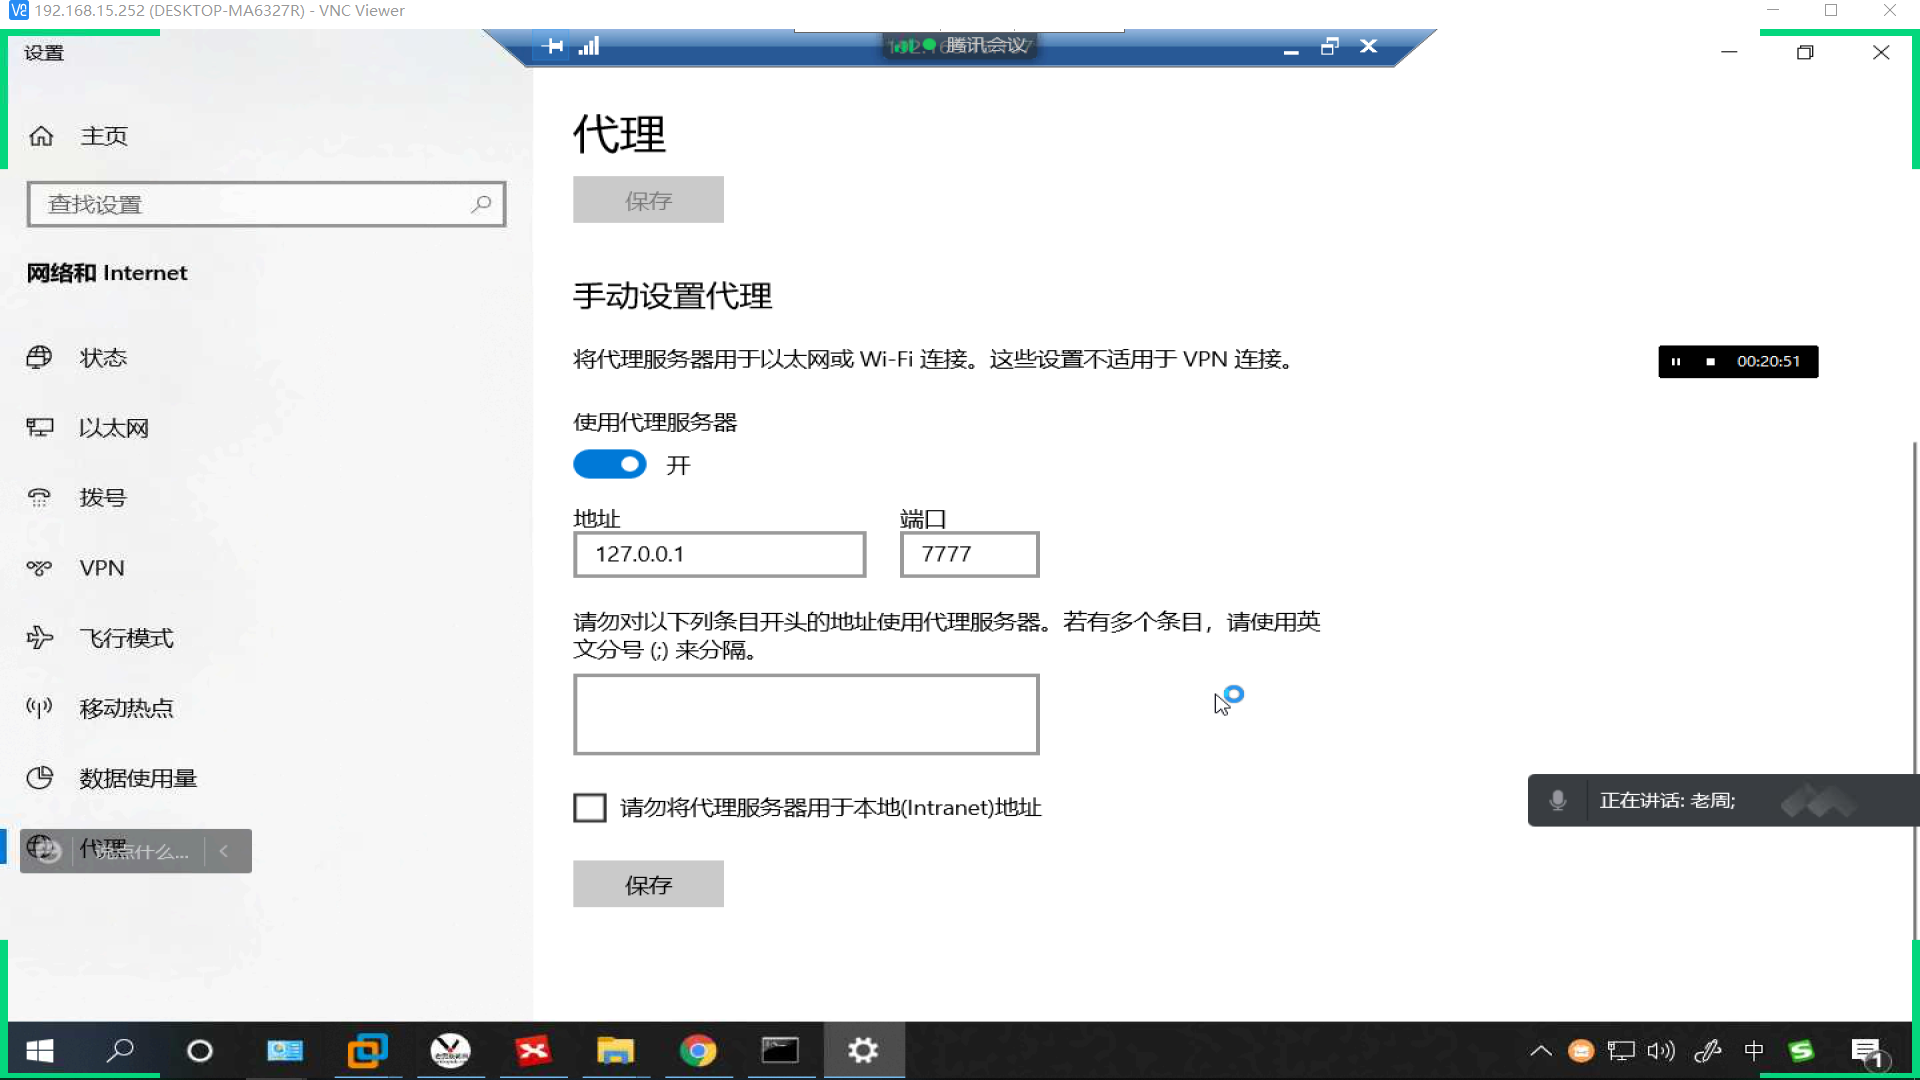 192.168.15.252 (DESKTOP-MA6327R) - VNC Viewer
设置
腾讯会议
主页
查找设置
网络和 Internet
状态
以太网
拨号
VPN
飞行模式
移动热点
数据使用量
代理
说点什么...
代理
保存
手动设置代理
将代理服务器用于以太网或 Wi-Fi 连接。这些设置不适用于 VPN 连接。
使用代理服务器
开
地址
端口
127.0.0.1
7777
请勿对以下列条目开头的地址使用代理服务器。若有多个条目，请使用英
文分号 (;) 来分隔。
请勿将代理服务器用于本地(Intranet)地址
保存
00:20:51
正在讲话: 老周;
中
1